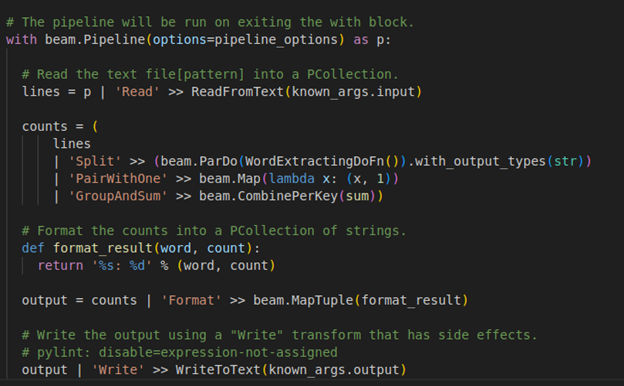 # The pipeline will be run on exiting the with block.
with beam.Pipeline(options=pipeline_options) as p:
# Read the text file[pattern] into a PCollection.
lines = p | 'Read' >> ReadFromText(known_args.input)
counts = (
lines
| 'Split' >> (beam.ParDo(WordExtractingDoFn()).with_output_types(str))
| 'PairWithOne' >> beam.Map(lambda x: (x, 1))
| 'GroupAndSum' >> beam.CombinePerKey(sum))
# Format the counts into a PCollection of strings.
def format_result(word, count):
return '%s: %d' % (word, count)
output = counts | 'Format' >> beam.MapTuple(format_result)
# Write the output using a "Write" transform that has side effects.
# pylint: disable=expression-not-assigned
output | 'Write' >> WriteToText(known_args.output)